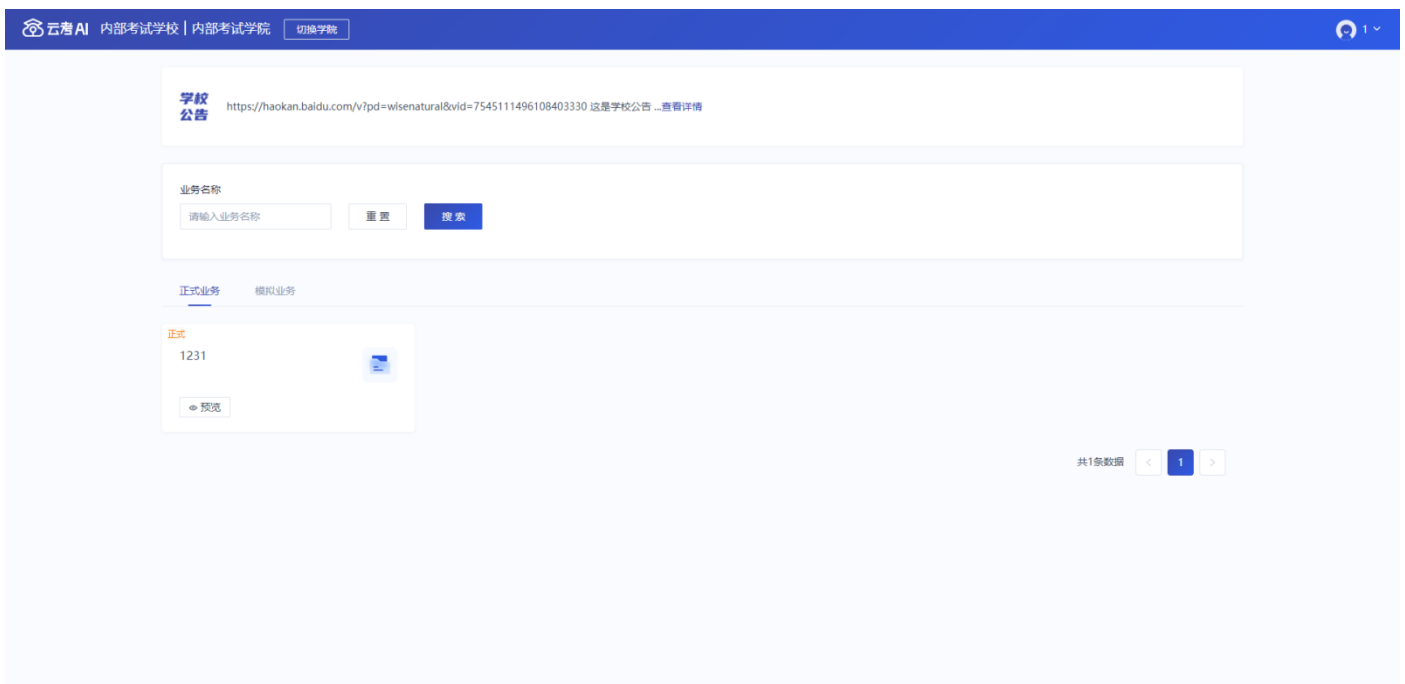 云考AI 内部考试学校 | 内部考试学院 切换学院 1
学校公告
https://haokan.baidu.com/v?pd=wisenatural&vid=7545111496108403330 这是学校公告 ...查看详情
业务名称
请输入业务名称 重置 搜索
正式业务 模拟业务
正式
1231
预览
共1条数据 < 1 >